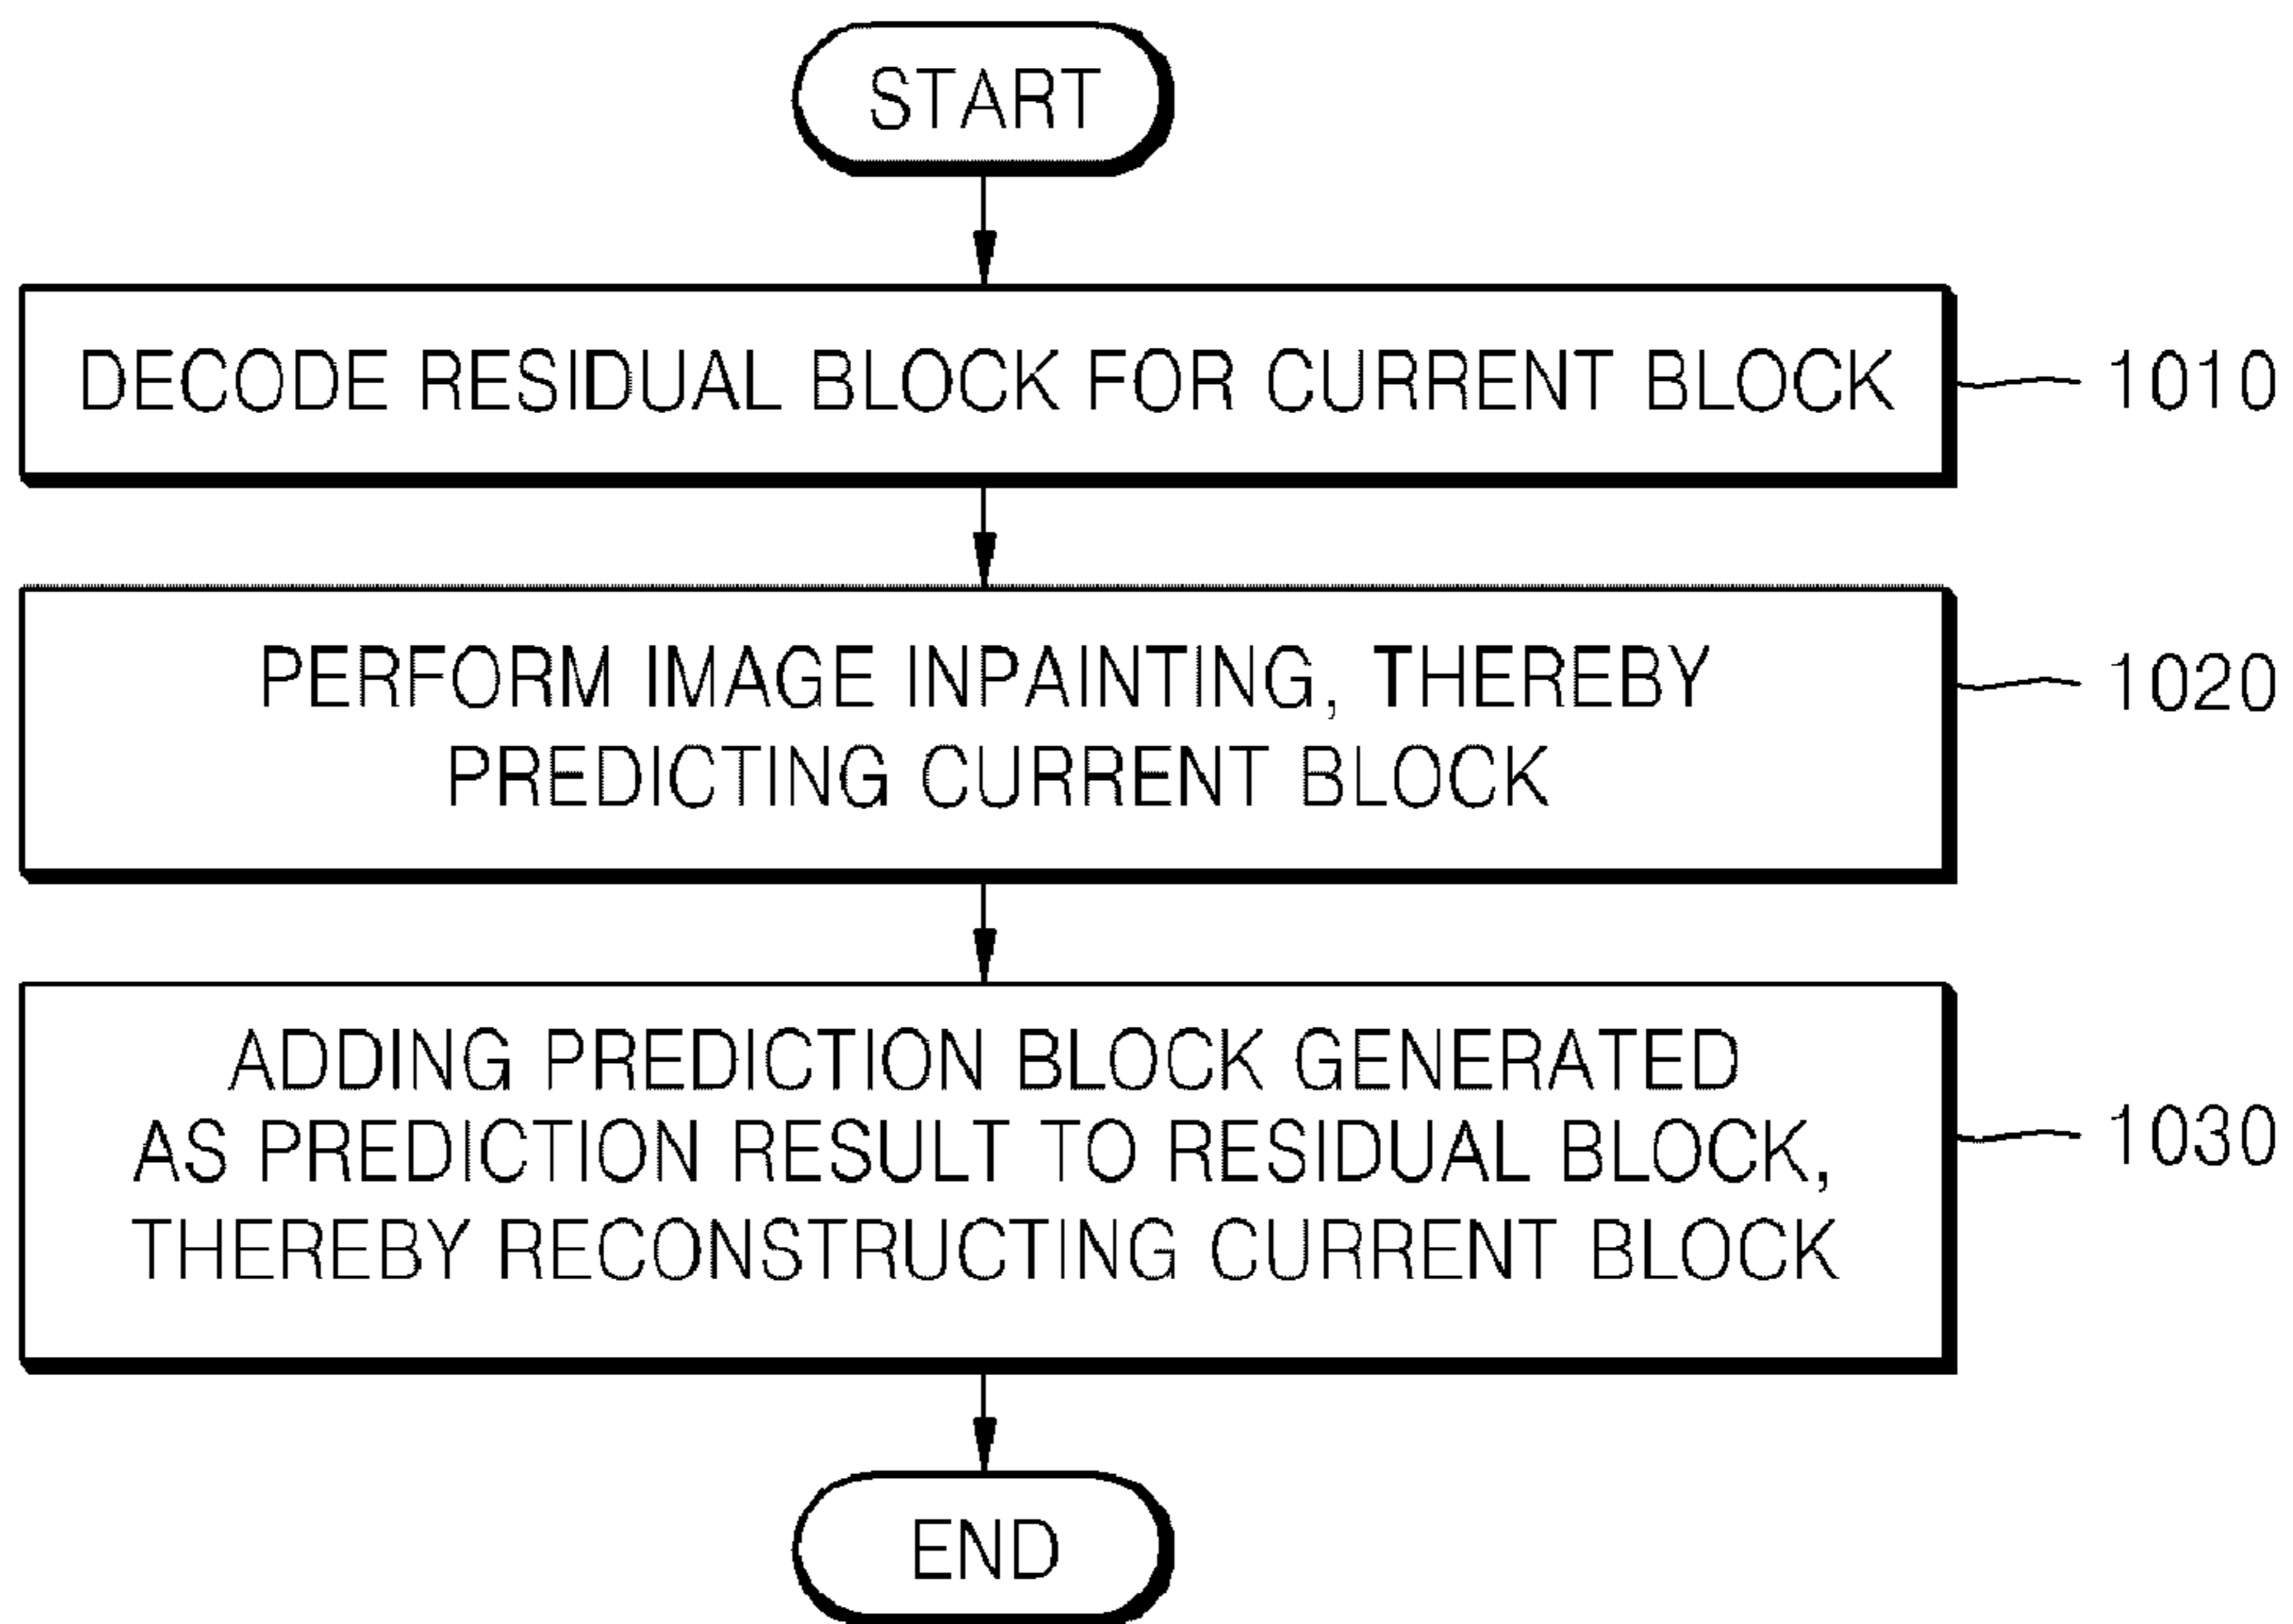 START
DECODE RESIDUAL BLOCK FOR CURRENT BLOCK
1010
PERFORM IMAGE INPAINTING, THEREBY
PREDICTING CURRENT BLOCK
1020
ADDING PREDICTION BLOCK GENERATED
AS PREDICTION RESULT TO RESIDUAL BLOCK,
THEREBY RECONSTRUCTING CURRENT BLOCK
1030
END